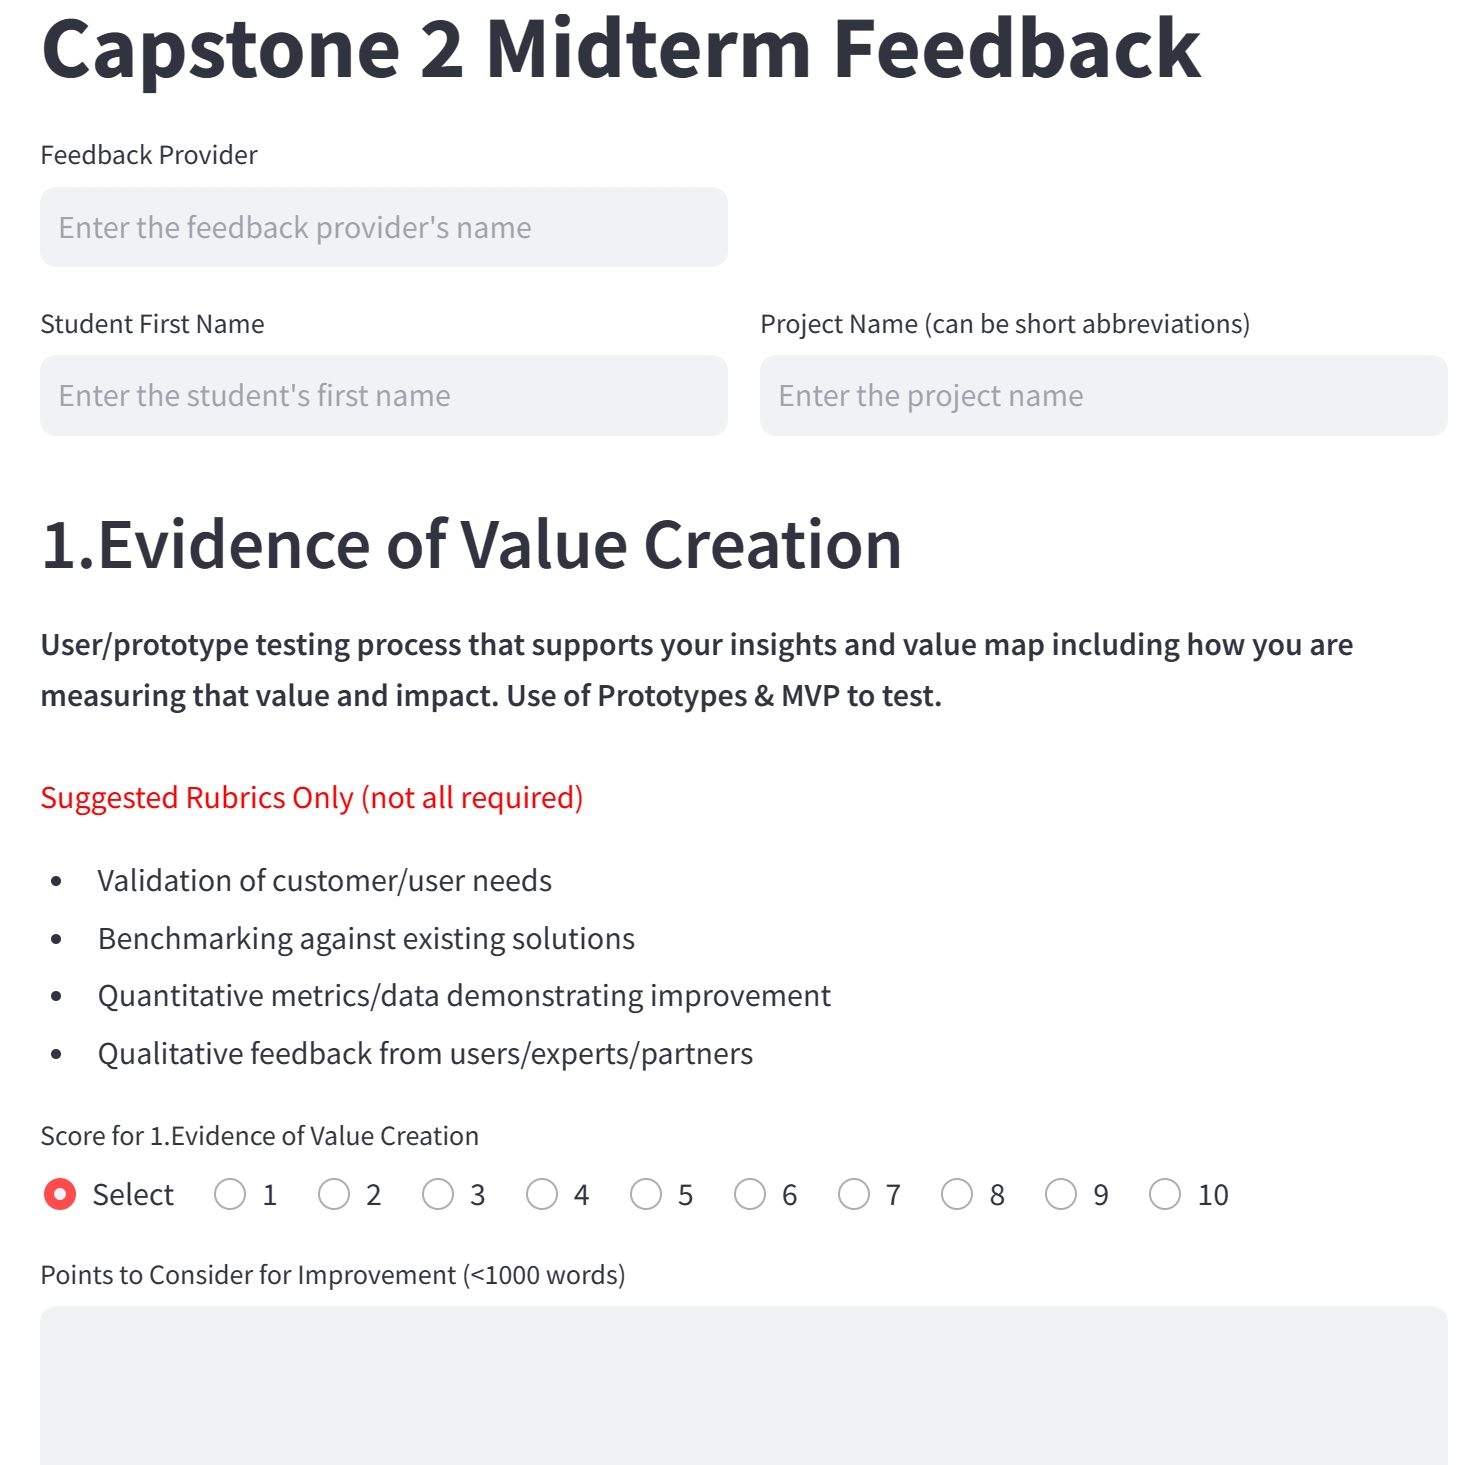 Capstone 2 Midterm Feedback
Feedback Provider
Enter the feedback provider's name
Student First Name
Project Name (can be short abbreviations)
Enter the student's first name
Enter the project name
1.Evidence of Value Creation
User/prototype testing process that supports your insights and value map including how you are
measuring that value and impact. Use of Prototypes & MVP to test.
Suggested Rubrics Only (not all required)
• Validation of customer/user needs
• Benchmarking against existing solutions
• Quantitative metrics/data demonstrating improvement
• Qualitative feedback from users/experts/partners
Score for 1.Evidence of Value Creation
Select 1 2 3 4 5 6 7 8 9 10
Points to Consider for Improvement (<1000 words)